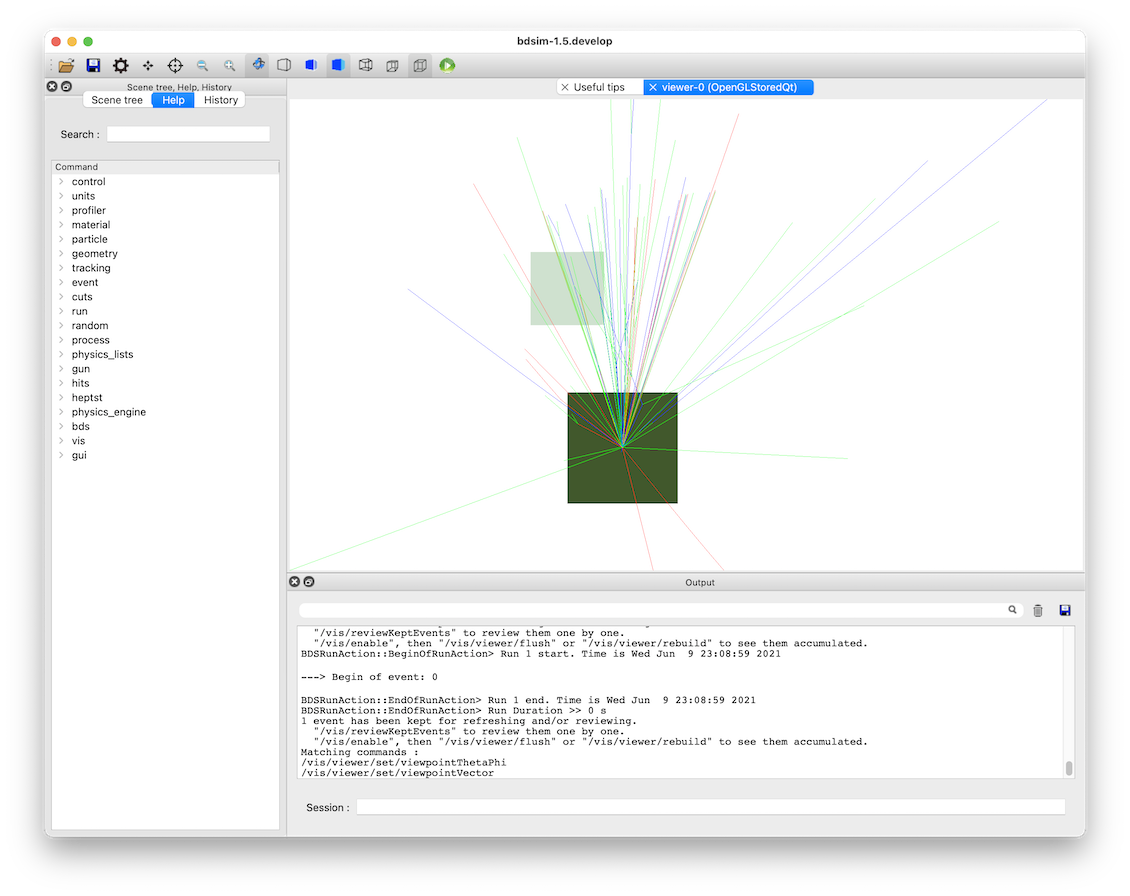 bdsim-1.5.develop
Scene tree, Help, History
Scene tree Help History
Useful tips
viewer-0 (OpenGLStoredQt)
Search :
Command
control
units
profiler
material
particle
geometry
tracking
event
cuts
run
random
process
physics_lists
gun
hits
heptst
physics_engine
bds
vis
gui
Output
"/vis/reviewKeptEvents" to review them one by one.
"/vis/enable", then "/vis/viewer/flush" or "/vis/viewer/rebuild" to see them accumulated.
BDSRunAction::BeginOfRunAction> Run 1 start. Time is Wed Jun  9 23:08:59 2021
---> Begin of event: 0
BDSRunAction::EndOfRunAction> Run 1 end. Time is Wed Jun  9 23:08:59 2021
BDSRunAction::EndOfRunAction> Run Duration >> 0 s
1 event has been kept for refreshing and/or reviewing.
"/vis/reviewKeptEvents" to review them one by one.
"/vis/enable", then "/vis/viewer/flush" or "/vis/viewer/rebuild" to see them accumulated.
Matching commands :
/vis/viewer/set/viewpointThetaPhi
/vis/viewer/set/viewpointVector
Session :